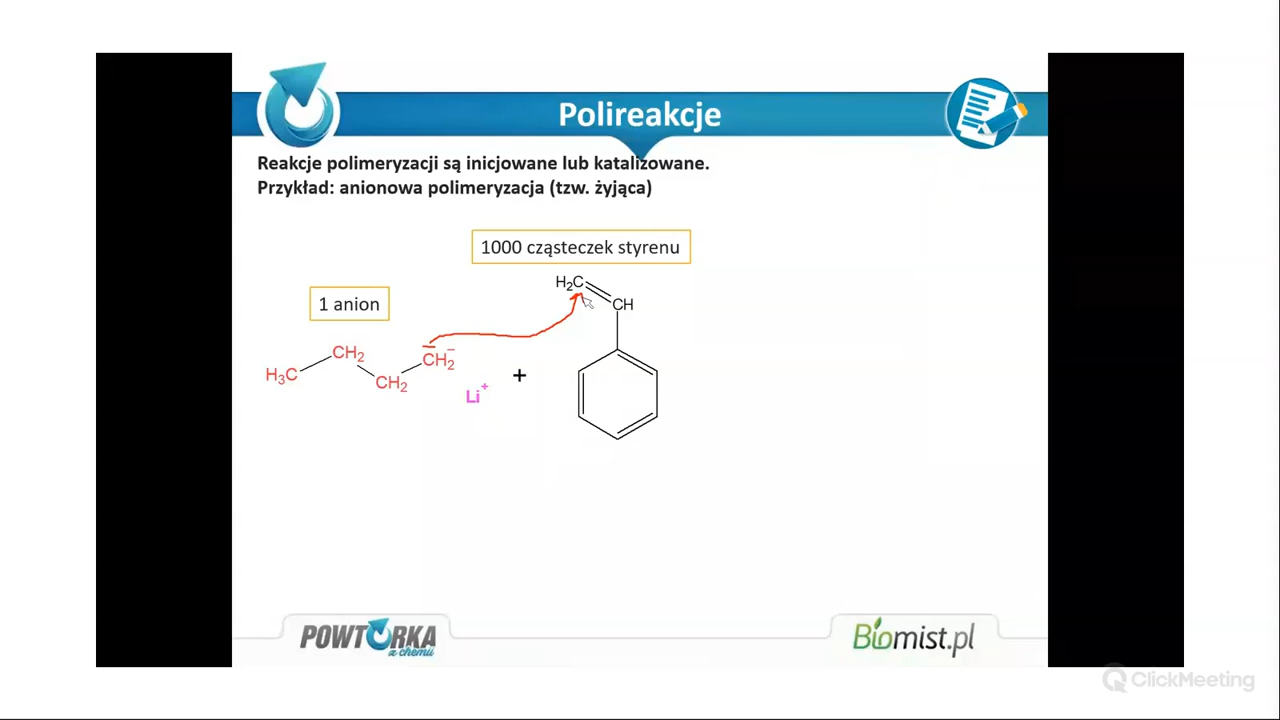 Polireakcje
Reakcje polimeryzacji są inicjowane lub katalizowane.
Przykład: anionowa polimeryzacja (tzw. żyjąca)
1000 cząsteczek styrenu
H₂C
1 anion
CH
CH₂
CH₂⁻
H₃C
CH₂
+
Li⁺
POWTÓRKA
z chemii
Biomist.pl
ClickMeeting